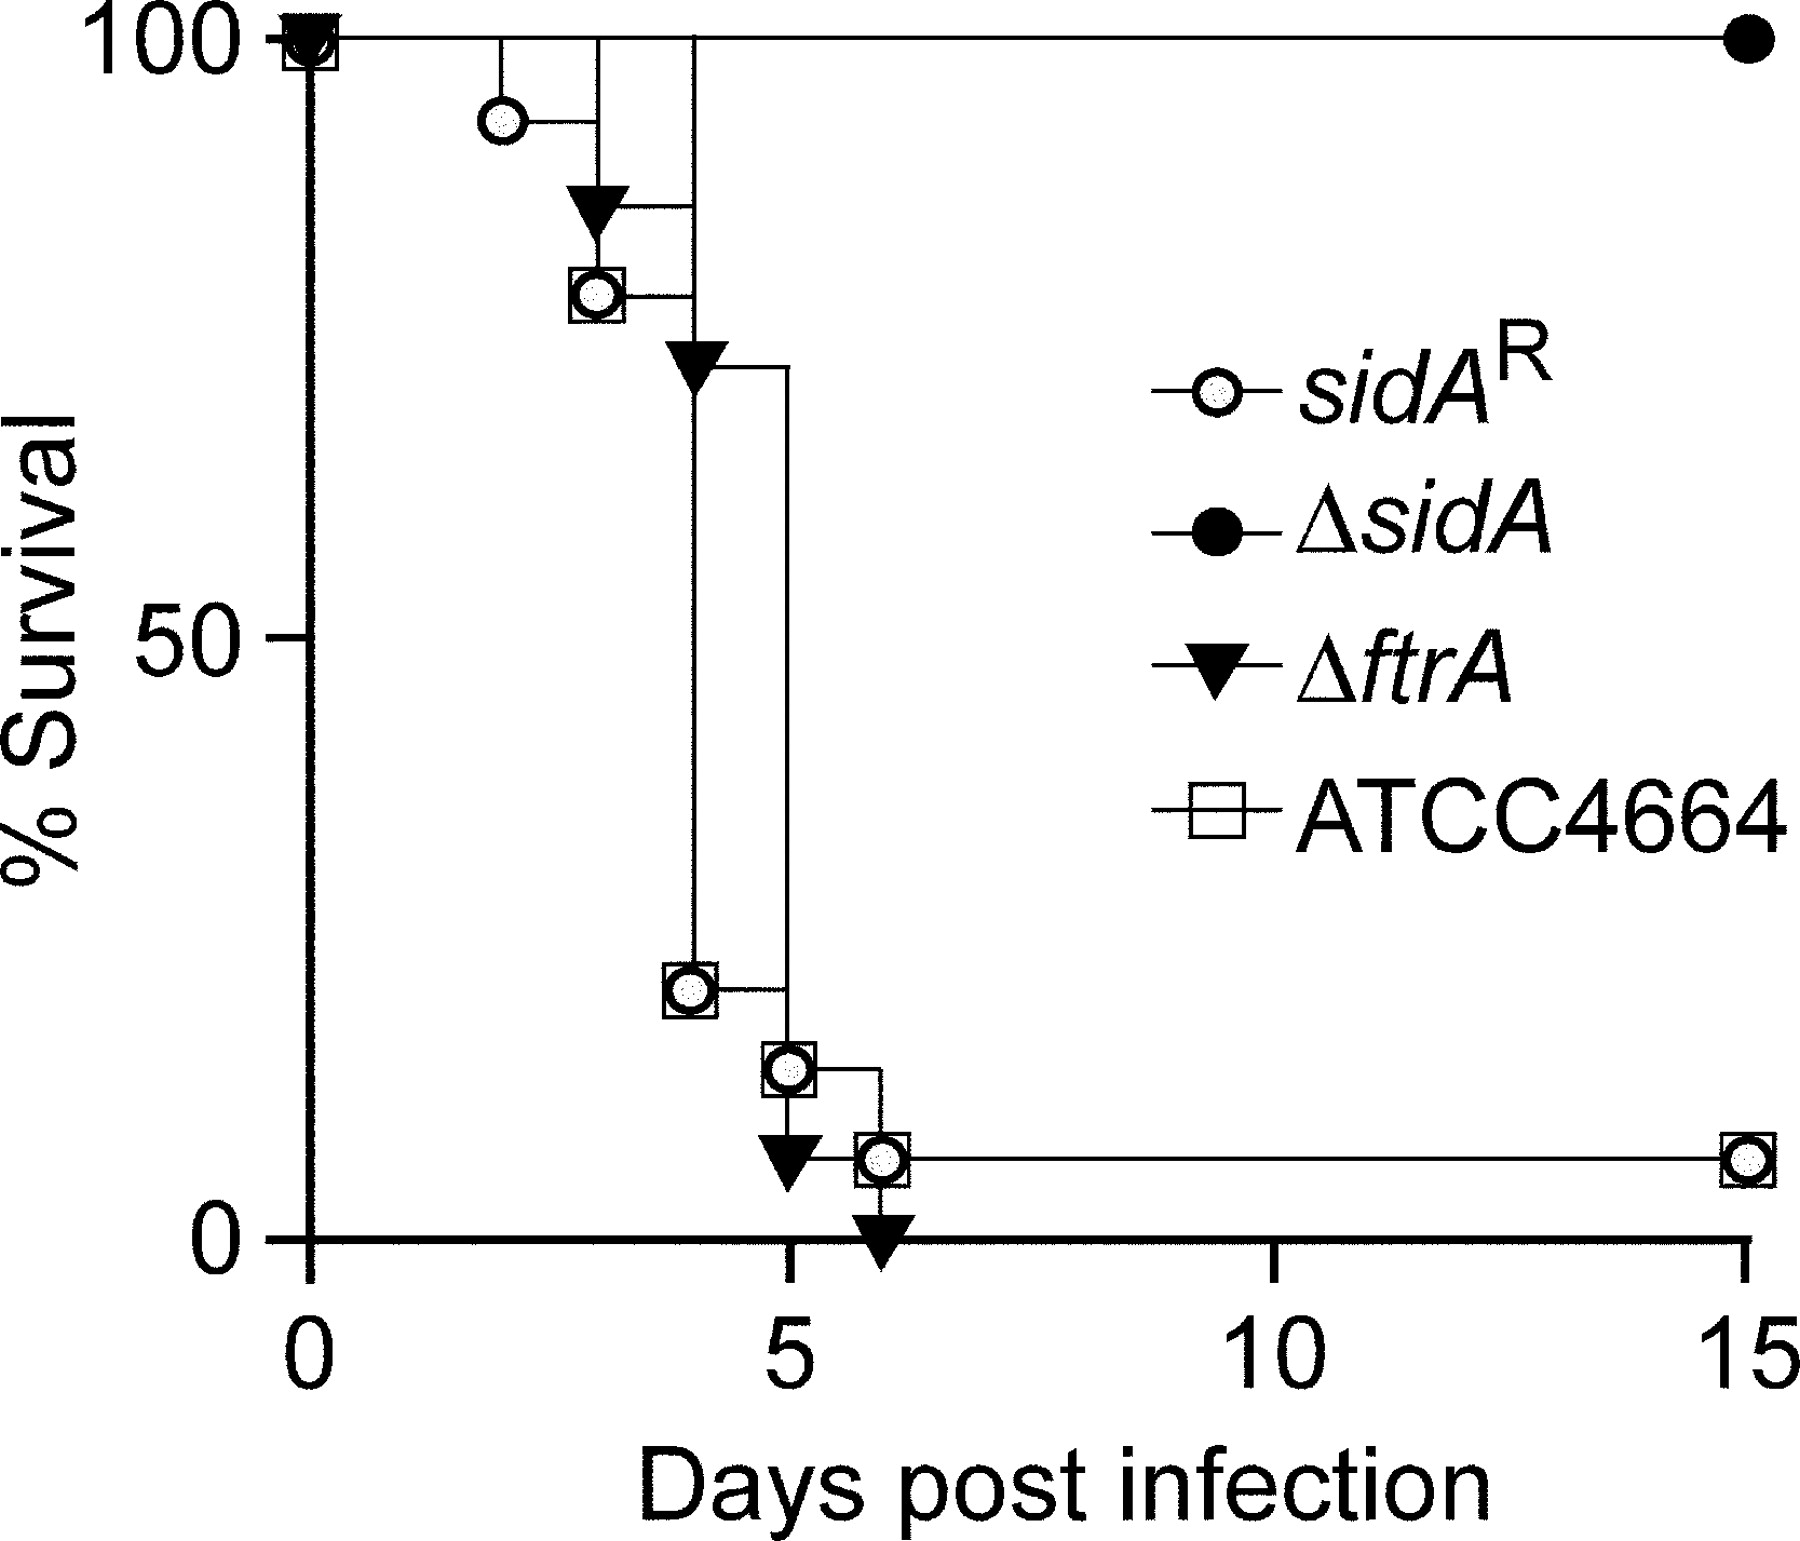 100
50
0
% Survival
sidAᴿ
ΔsidA
ΔftrA
ATCC4664
0 5 10 15
Days post infection